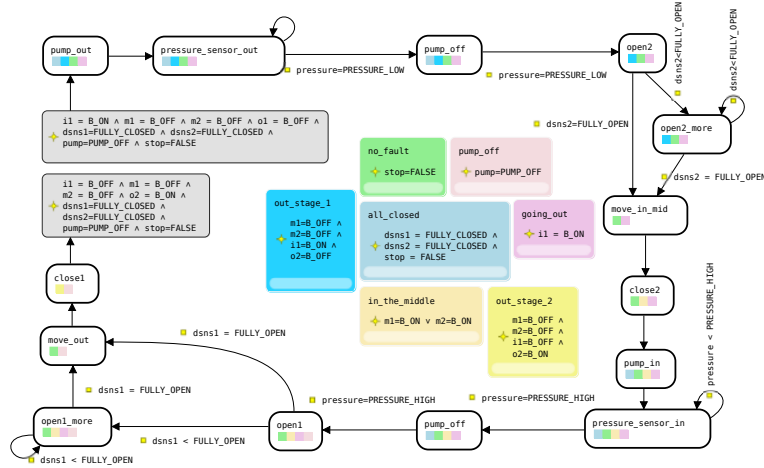 pump_out
pressure_sensor_out
pressure=PRESSURE_LOW
pump_off
pressure=PRESSURE_LOW
open2
dsns2<FULLY_OPEN
dsns2<FULLY_OPEN
dsns2=FULLY_OPEN
open2_more
dsns2 = FULLY_OPEN
i1 = B_ON ∧ m1 = B_OFF ∧ m2 = B_OFF ∧ o1 = B_OFF ∧
dsns1=FULLY_CLOSED ∧ dsns2=FULLY_CLOSED ∧
pump=PUMP_OFF ∧ stop=FALSE
i1 = B_OFF ∧ m1 = B_OFF ∧
m2 = B_OFF ∧ o2 = B_ON ∧
dsns1=FULLY_CLOSED ∧
dsns2=FULLY_CLOSED ∧
pump=PUMP_OFF ∧ stop=FALSE
no_fault
stop=FALSE
pump_off
pump=PUMP_OFF
out_stage_1
m1=B_OFF ∧
m2=B_OFF ∧
i1=B_ON ∧
o2=B_OFF
all_closed
dsns1 = FULLY_CLOSED ∧
dsns2 = FULLY_CLOSED ∧
stop = FALSE
going_out
i1 = B_ON
in_the_middle
m1=B_ON ∨ m2=B_ON
out_stage_2
m1=B_OFF ∧
m2=B_OFF ∧
i1=B_OFF ∧
o2=B_ON
move_in_mid
close2
pump_in
pressure < PRESSURE_HIGH
pressure_sensor_in
pressure=PRESSURE_HIGH
pump_off
pressure=PRESSURE_HIGH
open1
dsns1 = FULLY_OPEN
dsns1 < FULLY_OPEN
open1_more
dsns1 < FULLY_OPEN
dsns1 = FULLY_OPEN
move_out
close1